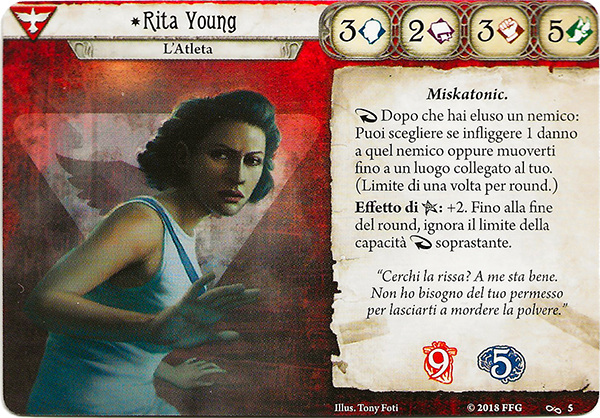 Rita Young
L'Atleta
3 2 3 5
Miskatonic.
Dopo che hai eluso un nemico:
Puoi scegliere se infliggere 1 danno
a quel nemico oppure muoverti
fino a un luogo collegato al tuo.
(Limite di una volta per round.)
Effetto di : +2. Fino alla fine
del round, ignora il limite della
capacità soprastante.
“Cerchi la rissa? A me sta bene.
Non ho bisogno del tuo permesso
per lasciarti a mordere la polvere.”
9 5
Illus. Tony Foti © 2018 FFG 5